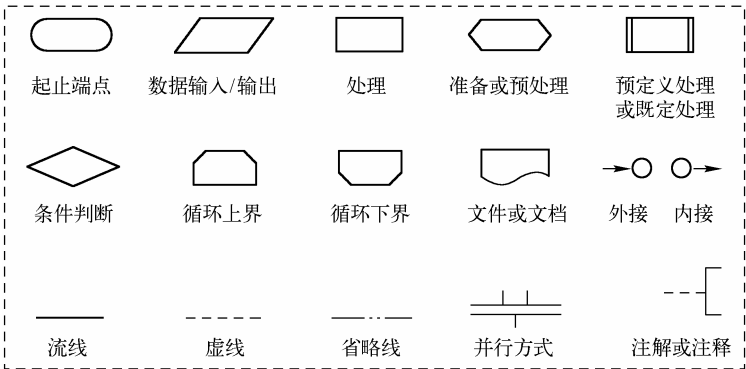 起止端点 数据输入/输出 处理 准备或预处理 预定义处理
或既定处理
条件判断 循环上界 循环下界 文件或文档 外接 内接
流线 虚线 省略线 并行方式 注解或注释